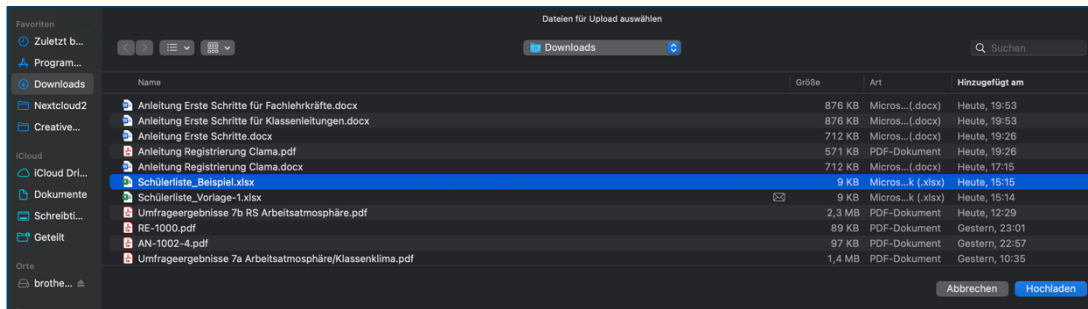 Dateien für Upload auswählen
Favoriten
Zuletzt b...
Program...
Downloads
Nextcloud2
Creative...
iCloud
iCloud Dri...
Dokumente
Schreibti...
Geteilt
Orte
brothe...
Downloads
Suchen
Name Größe Art Hinzugefügt am
Anleitung Erste Schritte für Fachlehrkräfte.docx 876 KB Micros...(.docx) Heute, 19:53
Anleitung Erste Schritte für Klassenleitungen.docx 876 KB Micros...(.docx) Heute, 19:53
Anleitung Erste Schritte.docx 712 KB Micros...(.docx) Heute, 19:26
Anleitung Registrierung Clama.pdf 571 KB PDF-Dokument Heute, 19:26
Anleitung Registrierung Clama.docx 712 KB Micros...(.docx) Heute, 17:15
Schülerliste_Beispiel.xlsx 9 KB Micros...k (.xlsx) Heute, 15:15
Schülerliste_Vorlage-1.xlsx 9 KB Micros...k (.xlsx) Heute, 15:14
Umfrageergebnisse 7b RS Arbeitsatmosphäre.pdf 2,3 MB PDF-Dokument Heute, 12:29
RE-1000.pdf 89 KB PDF-Dokument Gestern, 23:01
AN-1002-4.pdf 97 KB PDF-Dokument Gestern, 22:57
Umfrageergebnisse 7a Arbeitsatmosphäre/Klassenklima.pdf 1,4 MB PDF-Dokument Gestern, 10:35
Abbrechen Hochladen